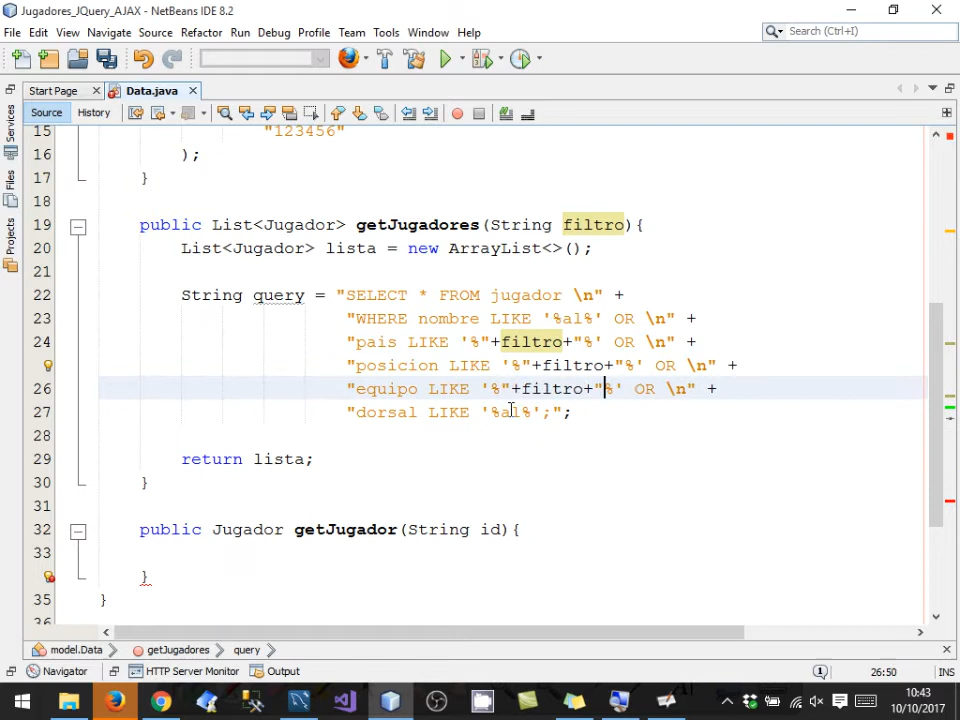 Jugadores_JQuery_AJAX - NetBeans IDE 8.2
File Edit View Navigate Source Refactor Run Debug Profile Team Tools Window Help
Search (Ctrl+I)
Start Page
Data.java
Source History
Services
Files
Projects
15 "123456"
16 );
17 }
18
19 public List<Jugador> getJugadores(String filtro){
20 List<Jugador> lista = new ArrayList<>();
21
22 String query = "SELECT * FROM jugador \n" +
23 "WHERE nombre LIKE '%al%' OR \n" +
24 "pais LIKE '%"+filtro+"%' OR \n" +
"posicion LIKE '%"+filtro+"%' OR \n" +
26 "equipo LIKE '%"+filtro+"%' OR \n" +
27 "dorsal LIKE '%al%';";
28
29 return lista;
30 }
31
32 public Jugador getJugador(String id){
33
}
35 }
36
model.Data getJugadores query
Navigator HTTP Server Monitor Output 1 26:50 INS
10:43
10/10/2017